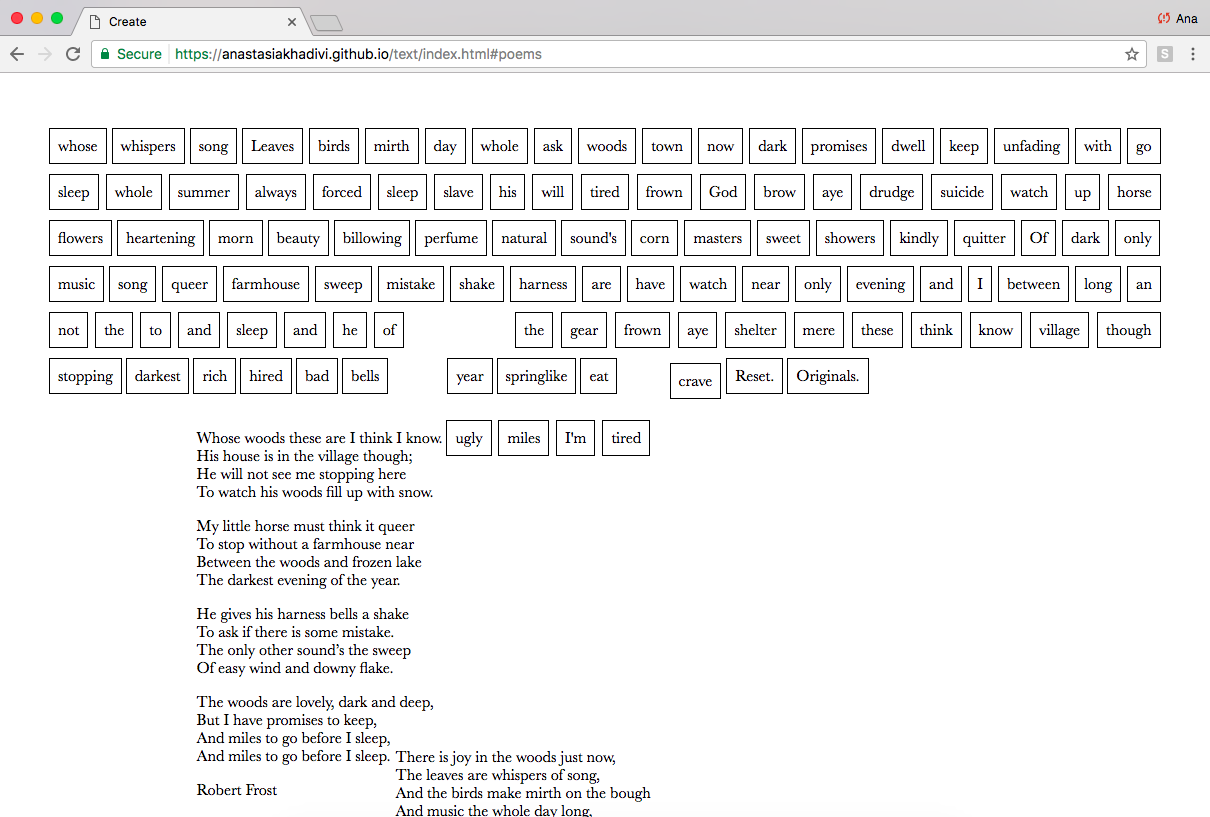 Create
Ana
Secure https://anastasiakhadivi.github.io/text/index.html#poems
S
whose whispers song Leaves birds mirth day whole ask woods town now dark promises dwell keep unfading with go
sleep whole summer always forced sleep slave his will tired frown God brow aye drudge suicide watch up horse
flowers heartening morn beauty billowing perfume natural sound's corn masters sweet showers kindly quitter Of dark only
music song queer farmhouse sweep mistake shake harness are have watch near only evening and I between long an
not the to and sleep and he of the gear frown aye shelter mere these think know village though
stopping darkest rich hired bad bells year springlike eat crave Reset. Originals.
Whose woods these are I think I know. ugly miles I'm tired
His house is in the village though;
He will not see me stopping here
To watch his woods fill up with snow.
My little horse must think it queer
To stop without a farmhouse near
Between the woods and frozen lake
The darkest evening of the year.
He gives his harness bells a shake
To ask if there is some mistake.
The only other sound’s the sweep
Of easy wind and downy flake.
The woods are lovely, dark and deep,
But I have promises to keep,
And miles to go before I sleep,
And miles to go before I sleep.
There is joy in the woods just now,
The leaves are whispers of song,
Robert Frost
And the birds make mirth on the bough
And music the whole day long,